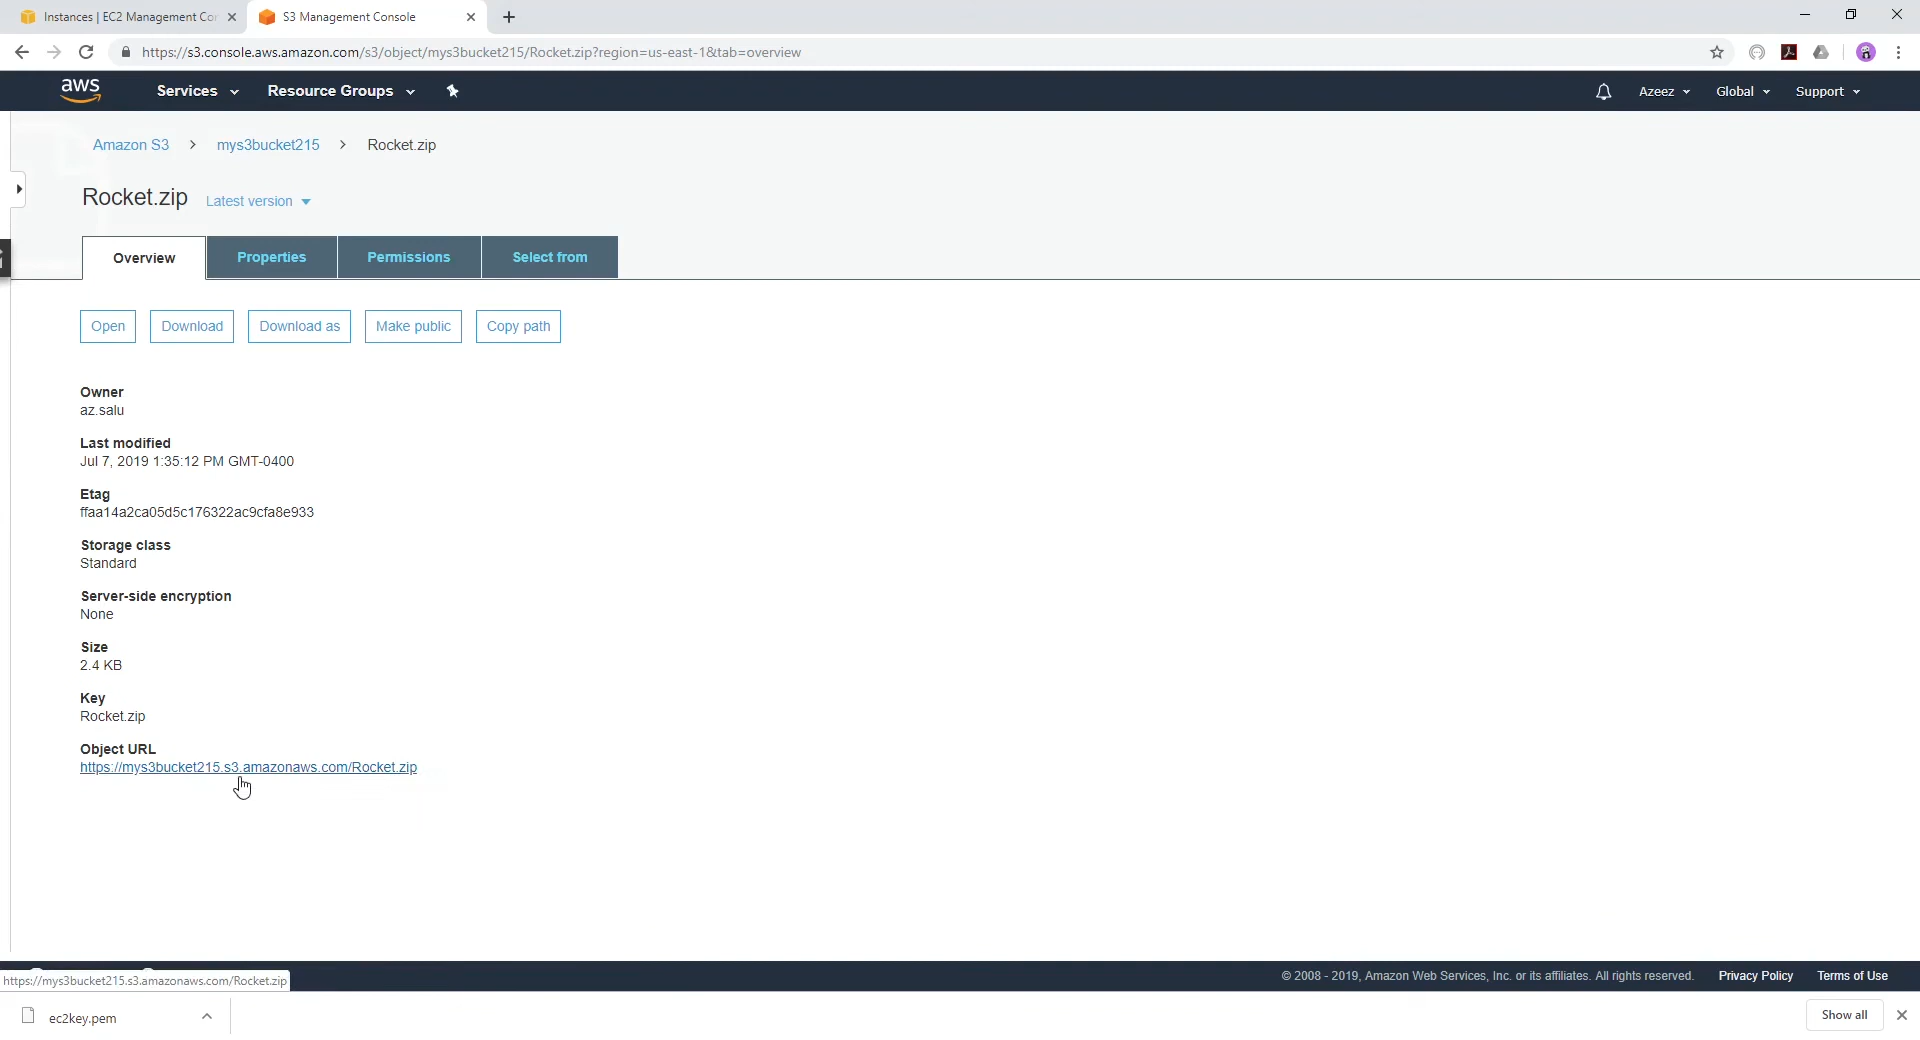 Instances | EC2 Management Con
S3 Management Console
https://s3.console.aws.amazon.com/s3/object/mys3bucket215/Rocket.zip?region=us-east-1&tab=overview
aws Services Resource Groups Azeez Global Support
Amazon S3 > mys3bucket215 > Rocket.zip
Rocket.zip Latest version
Overview Properties Permissions Select from
Open Download Download as Make public Copy path
Owner
az.salu
Last modified
Jul 7, 2019 1:35:12 PM GMT-0400
Etag
ffaa14a2ca05d5c176322ac9cfa8e933
Storage class
Standard
Server-side encryption
None
Size
2.4 KB
Key
Rocket.zip
Object URL
https://mys3bucket215.s3.amazonaws.com/Rocket.zip
© 2008 - 2019, Amazon Web Services, Inc. or its affiliates. All rights reserved. Privacy Policy Terms of Use
https://mys3bucket215.s3.amazonaws.com/Rocket.zip
ec2key.pem Show all